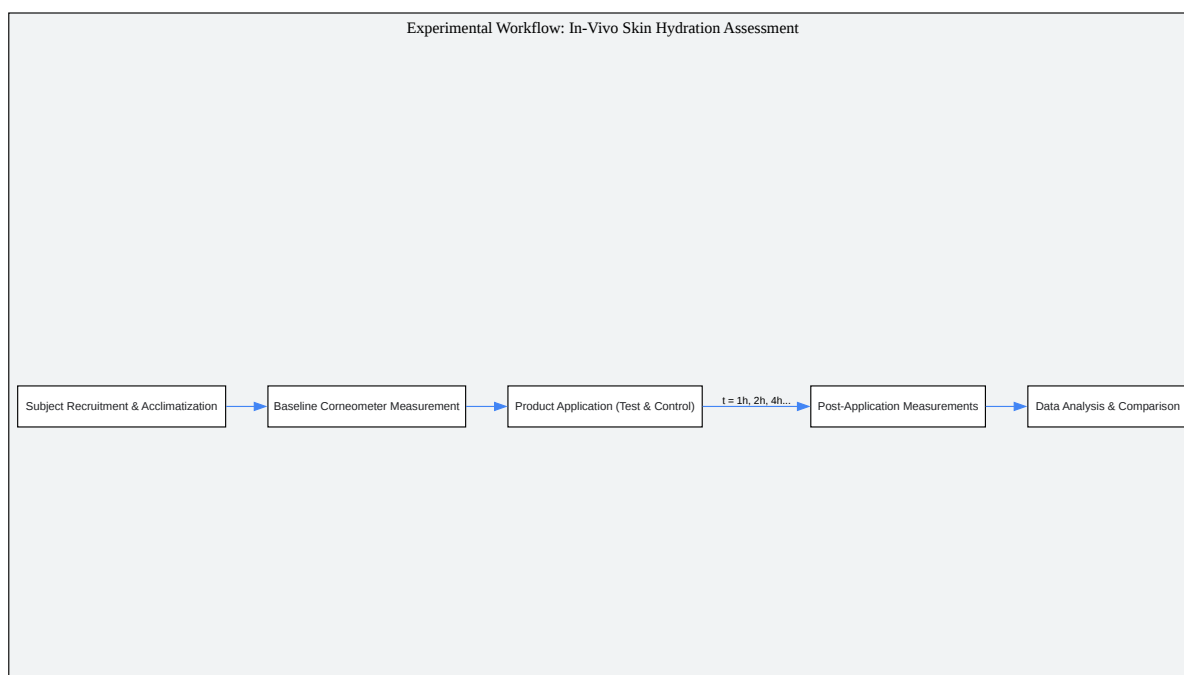 Experimental Workflow: In-Vivo Skin Hydration Assessment
Subject Recruitment & Acclimatization
Baseline Corneometer Measurement
Product Application (Test & Control)
t = 1h, 2h, 4h...
Post-Application Measurements
Data Analysis & Comparison